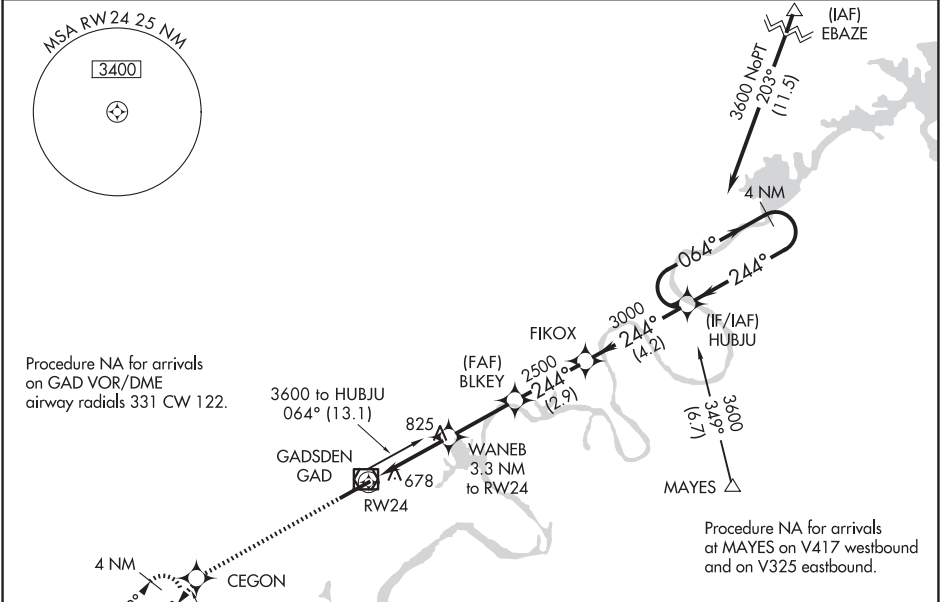 MSA RW24 25 NM
3400
(IAF)
EBAZE
3600 NoPT
203°
(11.5)
4 NM
064°
244°
(IF/IAF)
HUBJU
3000
244°
(4.2)
FIKOX
(FAF)
BLKEY
2500
244°
(2.9)
Procedure NA for arrivals
on GAD VOR/DME
airway radials 331 CW 122.
3600 to HUBJU
064° (13.1)
825
GADSDEN
GAD
678
RW24
WANEB
3.3 NM
to RW24
3600
349°
(6.7)
MAYES
Procedure NA for arrivals
at MAYES on V417 westbound
and on V325 eastbound.
4 NM
CEGON